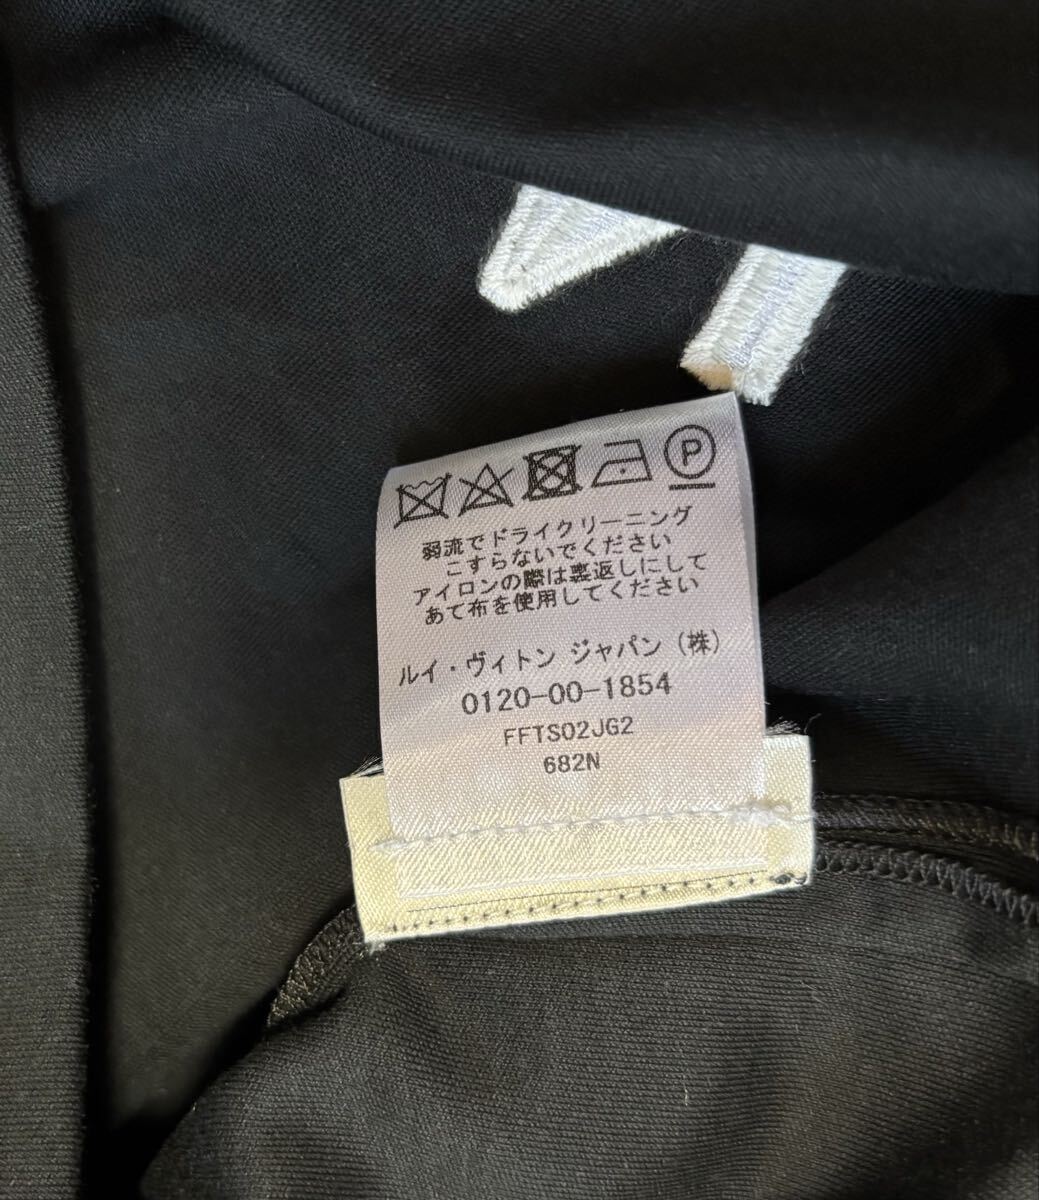 P
弱流でドライクリーニング
こすらないでください
アイロンの際は裏返しにして
あて布を使用してください
ルイ・ヴィトン ジャパン (株)
0120-00-1854
FFTS02JG2
682N